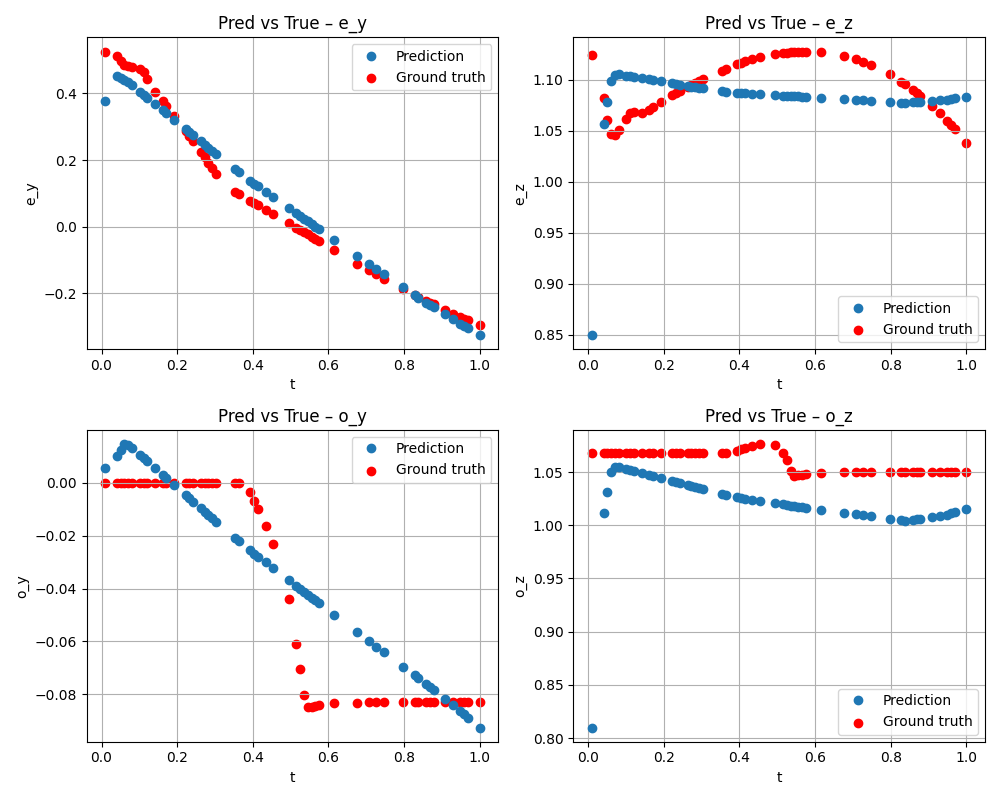 Pred vs True – e_y
Prediction
Ground truth
e_y
0.4
0.2
0.0
−0.2
0.0
0.2
0.4
0.6
0.8
1.0
t
Pred vs True – e_z
Prediction
Ground truth
e_z
1.10
1.05
1.00
0.95
0.90
0.85
0.0
0.2
0.4
0.6
0.8
1.0
t
Pred vs True – o_y
Prediction
Ground truth
o_y
0.00
−0.02
−0.04
−0.06
−0.08
0.0
0.2
0.4
0.6
0.8
1.0
t
Pred vs True – o_z
Prediction
Ground truth
o_z
1.05
1.00
0.95
0.90
0.85
0.80
0.0
0.2
0.4
0.6
0.8
1.0
t